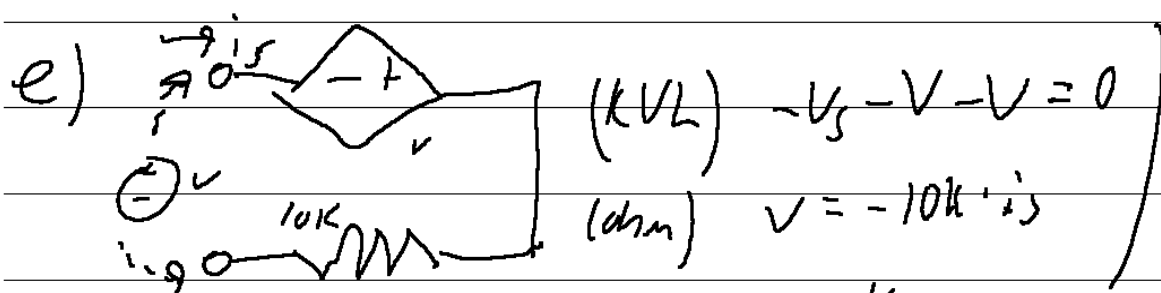 e) is - + (KVL) -Vs - V - V = 0
v
v 10K (ohm) V = -10K · is